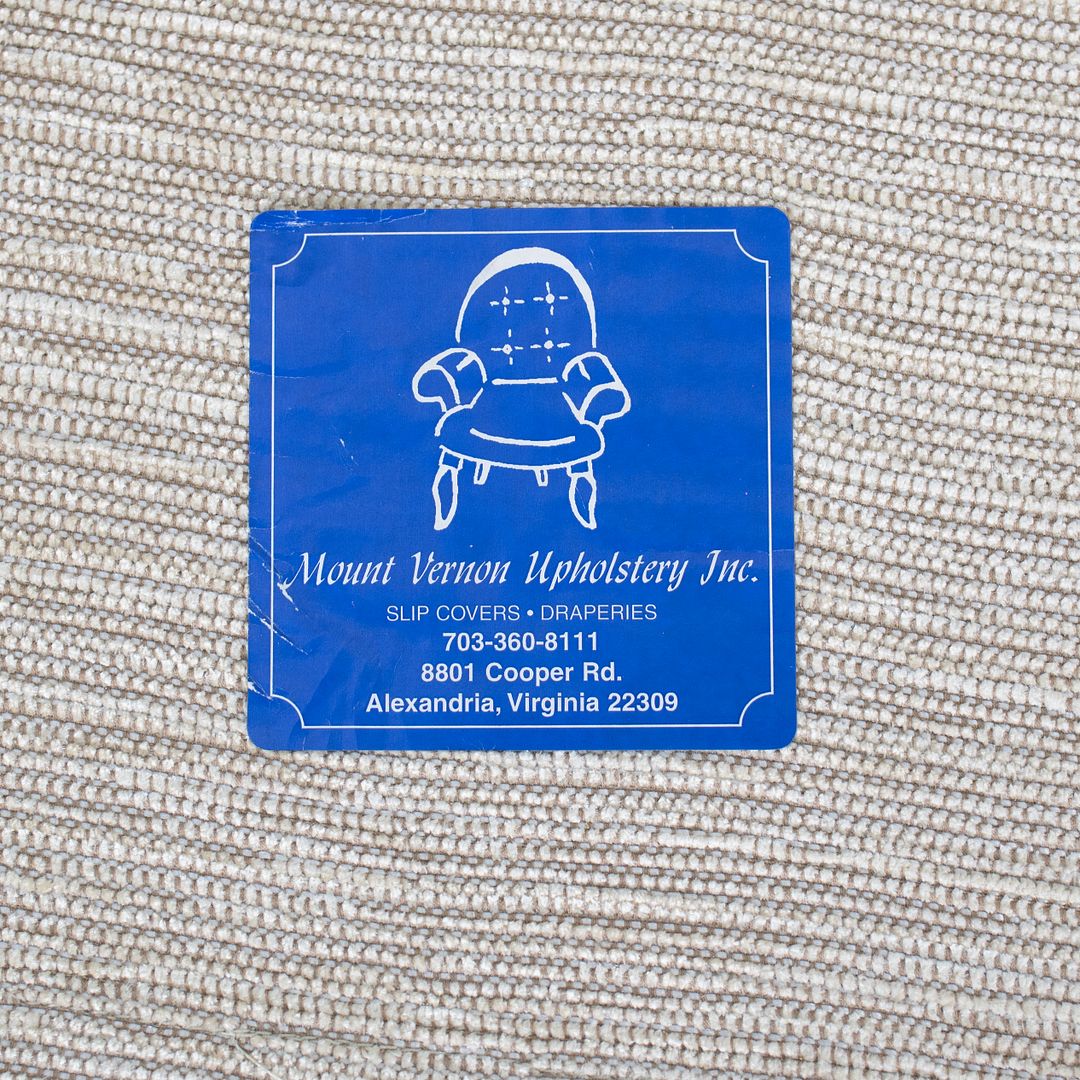 Mount Vernon Upholstery Inc.
SLIP COVERS • DRAPERIES
703-360-8111
8801 Cooper Rd.
Alexandria, Virginia 22309